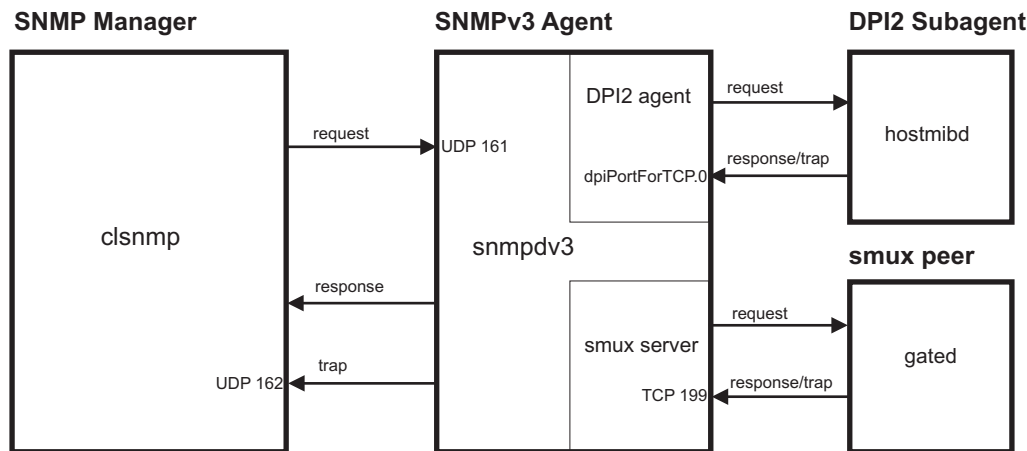 SNMP Manager
SNMPv3 Agent
DPI2 Subagent
DPI2 agent
request
hostmibd
request
UDP 161
response/trap
dpiPortForTCP.0
clsnmp
snmpdv3
smux peer
response
request
smux server
gated
trap
UDP 162
response/trap
TCP 199